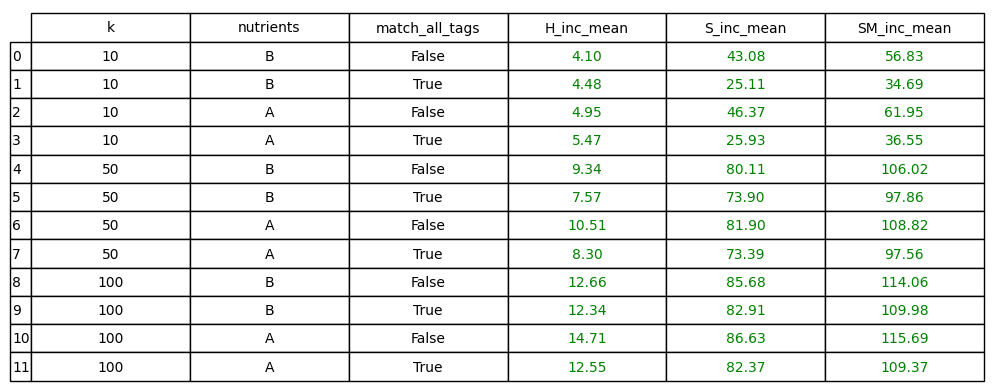 k nutrients match_all_tags H_inc_mean S_inc_mean SM_inc_mean
0 10 B False 4.10 43.08 56.83
1 10 B True 4.48 25.11 34.69
2 10 A False 4.95 46.37 61.95
3 10 A True 5.47 25.93 36.55
4 50 B False 9.34 80.11 106.02
5 50 B True 7.57 73.90 97.86
6 50 A False 10.51 81.90 108.82
7 50 A True 8.30 73.39 97.56
8 100 B False 12.66 85.68 114.06
9 100 B True 12.34 82.91 109.98
10 100 A False 14.71 86.63 115.69
11 100 A True 12.55 82.37 109.37